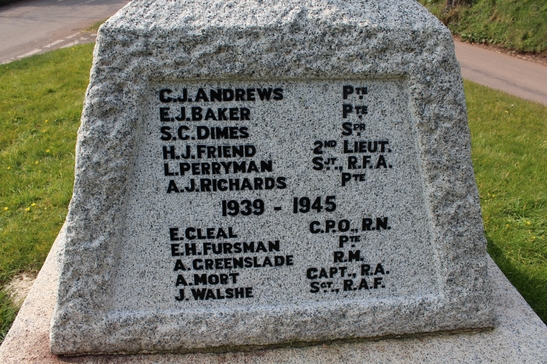 C.J. ANDREWS PTE
E.J. BAKER PTE
S.C. DIMES SPR
H.J. FRIEND 2ND LIEUT.
L. PERRYMAN SJT., R.F.A.
A.J. RICHARDS PTE
1939 - 1945
E. CLEAL C.P.O., R.N.
E.H. FURSMAN PTE
A. GREENSLADE R.M.
A. MORT CAPT., R.A.
J. WALSHE SGT., R.A.F.